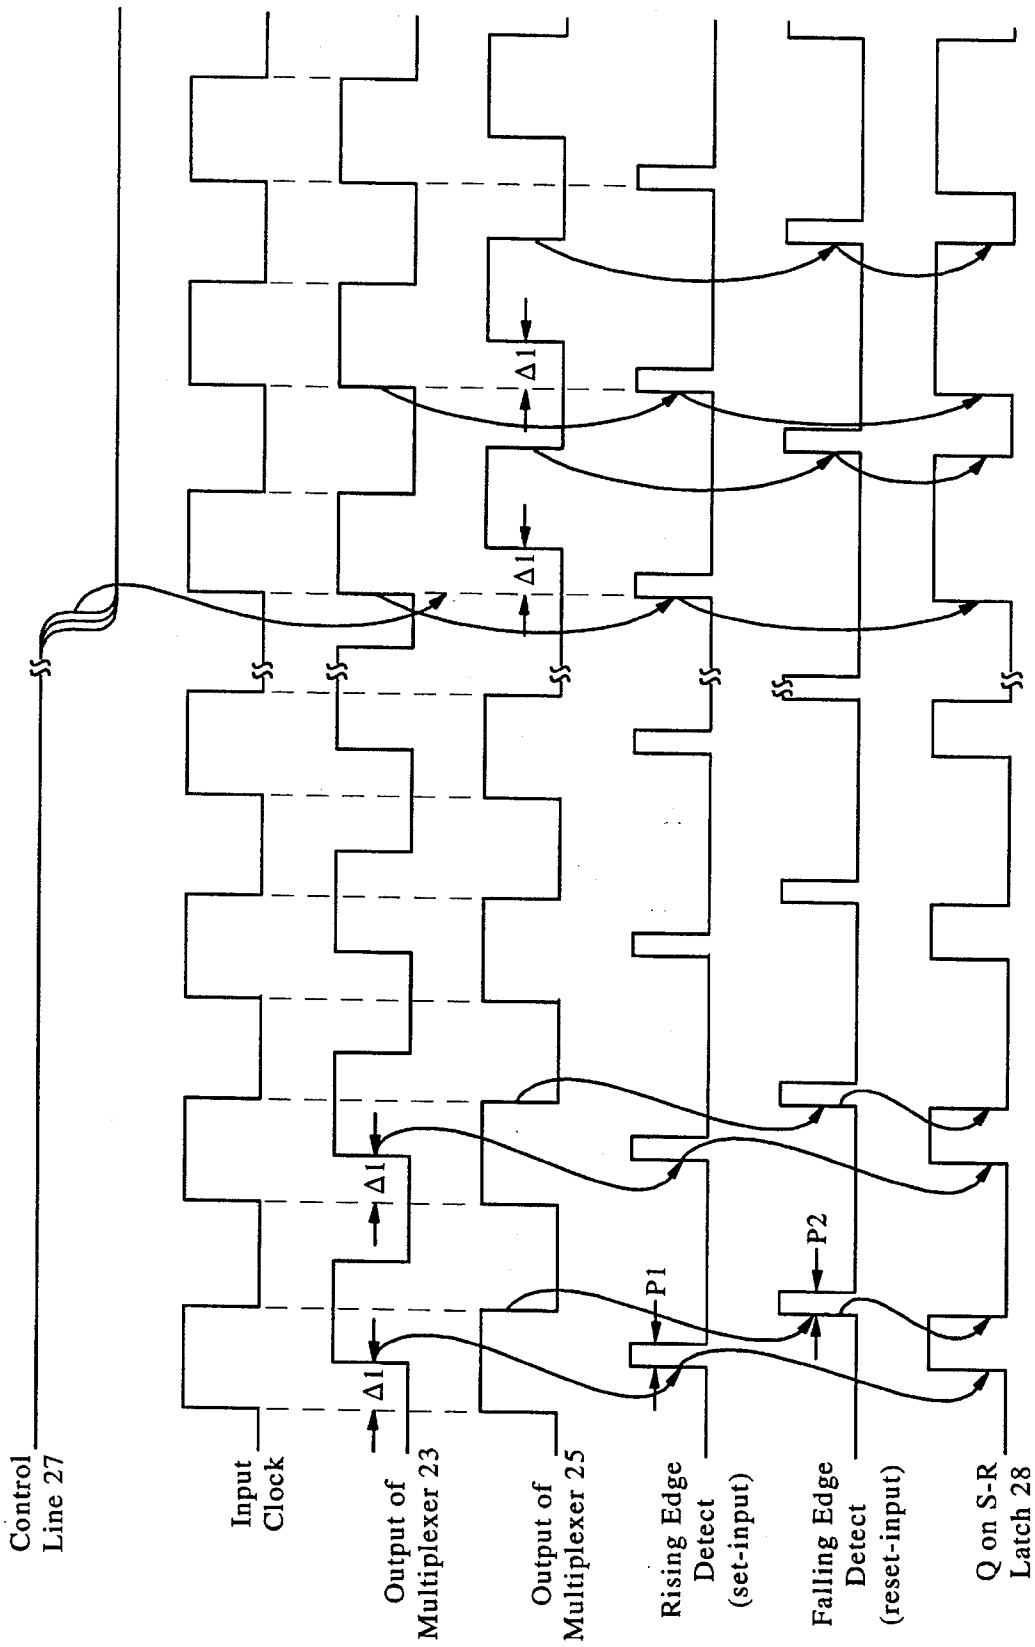 Control
Line 27
Input
Clock
Output of
Multiplexer 23
Δ1
Δ1
Output of
Multiplexer 25
Δ1
Δ1
Rising Edge
Detect
(set-input)
P1
Falling Edge
Detect
(reset-input)
P2
Q on S-R
Latch 28